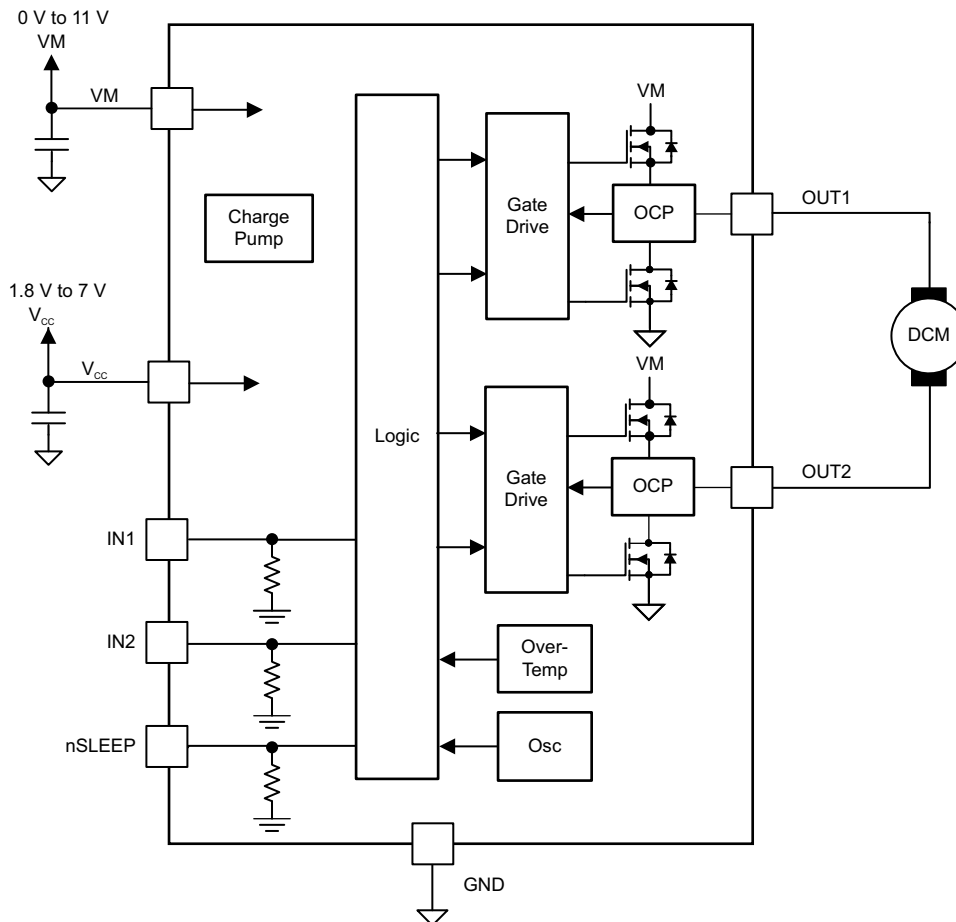 0 V to 11 V
VM
VM
Charge
Pump
1.8 V to 7 V
VCC
VCC
IN1
IN2
nSLEEP
Logic
Gate
Drive
VM
OCP
OUT1
DCM
VM
Gate
Drive
OCP
OUT2
Over-
Temp
Osc
GND